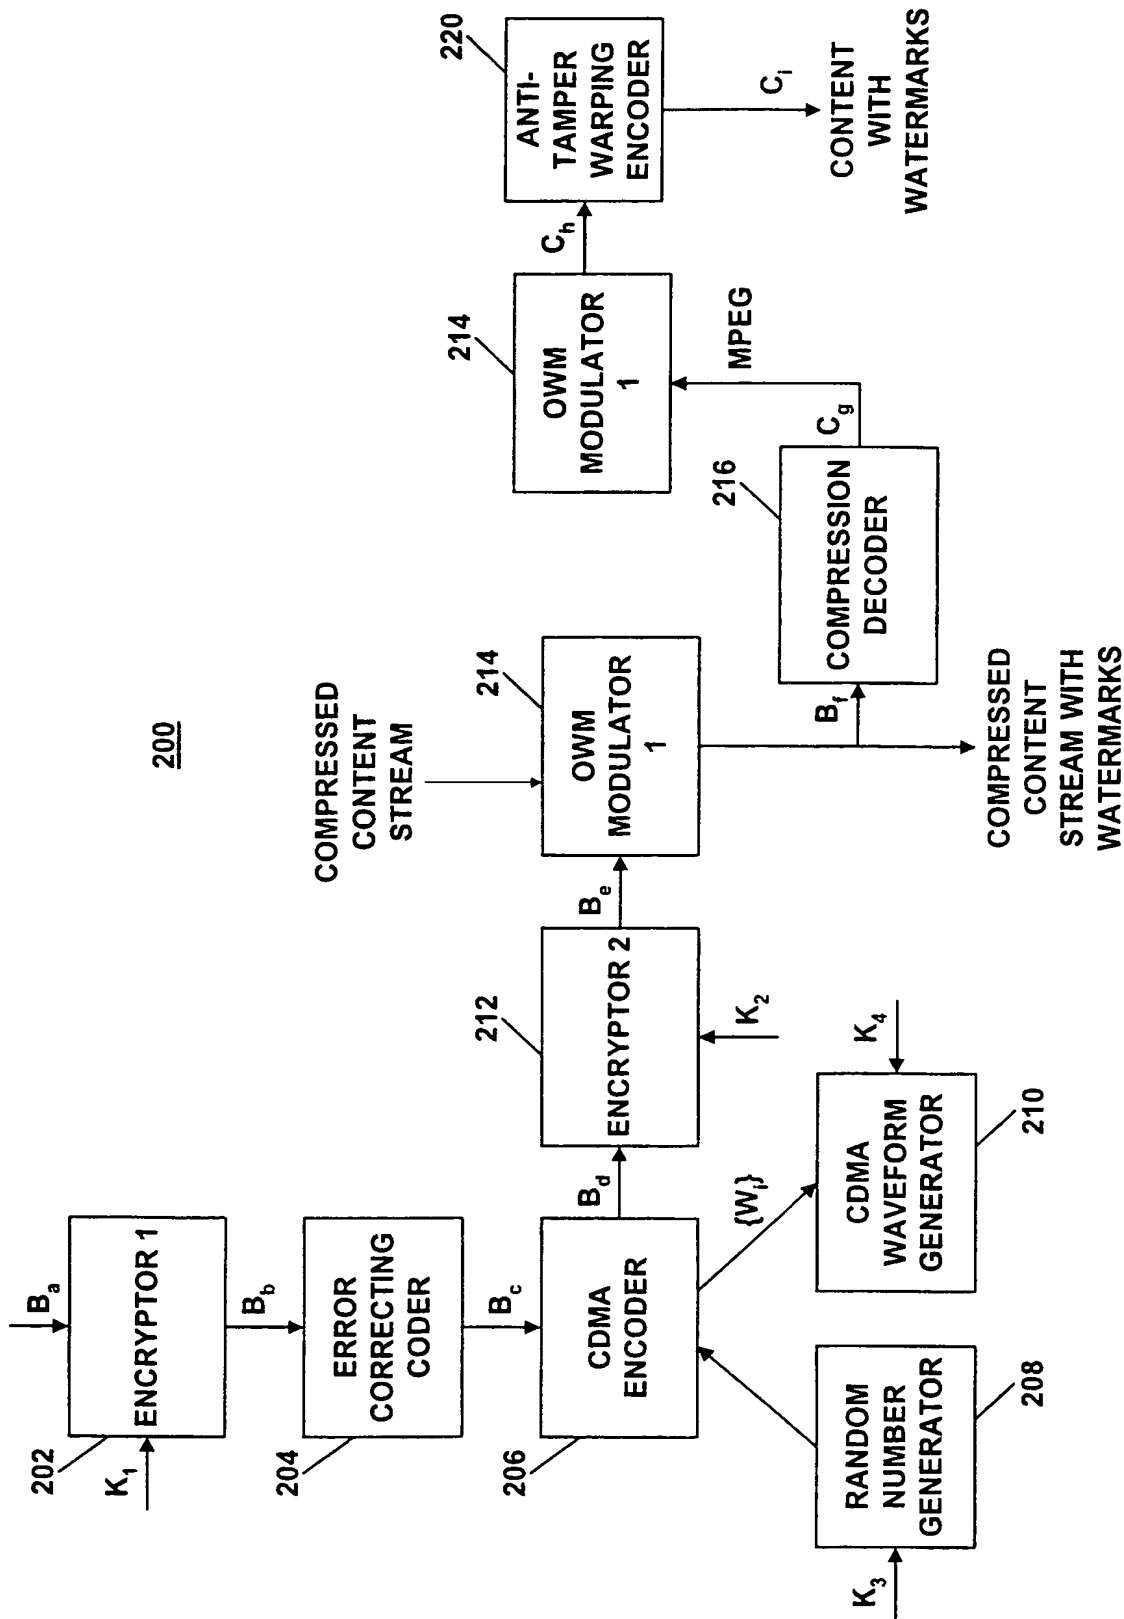 200
B_a
K_1
202
ENCRYPTOR 1
B_b
204
ERROR
CORRECTING
CODER
B_c
206
CDMA
ENCODER
K_3
208
RANDOM
NUMBER
GENERATOR
{W_i}
K_4
210
CDMA
WAVEFORM
GENERATOR
B_d
212
ENCRYPTOR 2
K_2
B_e
COMPRESSED
CONTENT
STREAM
214
OWM
MODULATOR
1
COMPRESSED
CONTENT
STREAM WITH
WATERMARKS
B_f
216
COMPRESSION
DECODER
C_g
MPEG
214
OWM
MODULATOR
1
C_h
220
ANTI-
TAMPER
WARPING
ENCODER
C_i
CONTENT
WITH
WATERMARKS